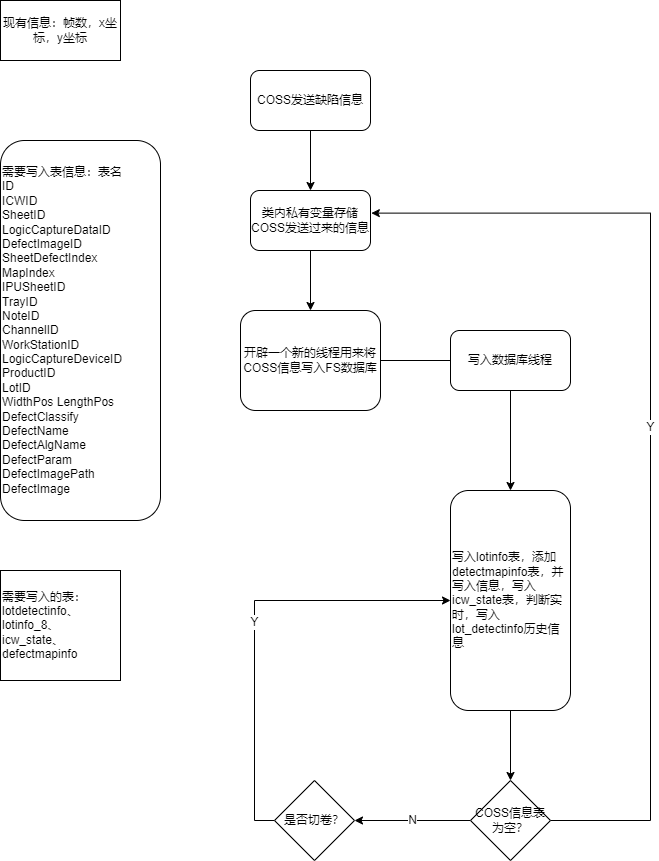 现有信息：帧数，x坐
标，y坐标
COSS发送缺陷信息
需要写入表信息：表名
ID
ICWID
SheetID
LogicCaptureDataID
DefectImageID
SheetDefectIndex
MapIndex
IPUSheetID
TrayID
NoteID
ChannelID
WorkStationID
LogicCaptureDeviceID
ProductID
LotID
WidthPos LengthPos
DefectClassify
DefectName
DefectAlgName
DefectParam
DefectImagePath
DefectImage
类内私有变量存储
COSS发送过来的信息
开辟一个新的线程用来将
COSS信息写入FS数据库
写入数据库线程
Y
写入lotinfo表，添加
detectmapinfo表，并
写入信息，写入
icw_state表，判断实
时，写入
lot_detectinfo历史信
息
需要写入的表：
lotdetectinfo、
lotinfo_8、
icw_state、
defectmapinfo
Y
是否切卷？
N
COSS信息表
为空？